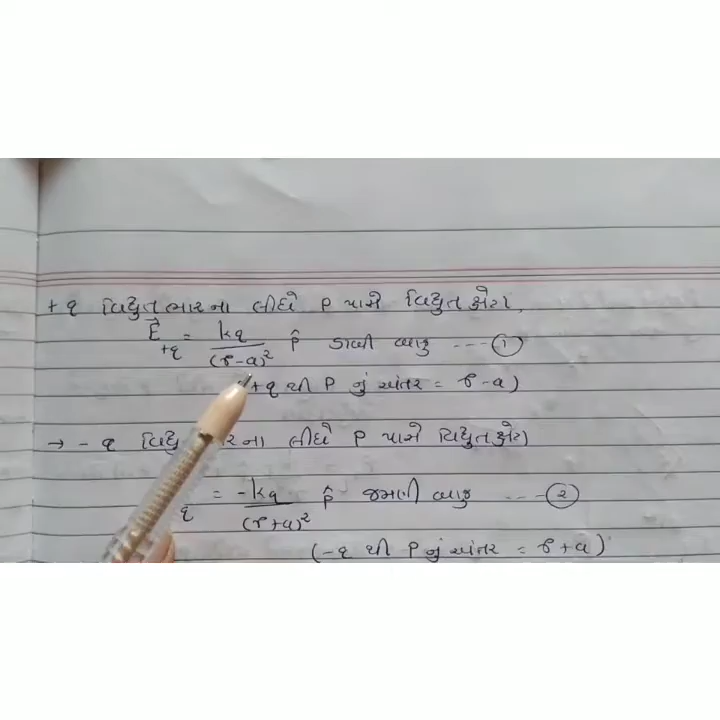 +q વિદ્યુતભારના લીધે P પાસે વિદ્યુતક્ષેત્ર,
E⃗+q = kq/(r-a)² p̂ ડાબી બાજુ ---- ①
+q થી P નું અંતર = r-a)
→ -q વિદ્યુ રના લીધે P પાસે વિદ્યુતક્ષેત્ર
q = -kq/(r+a)² p̂ જમણી બાજુ ---- ②
(-q થી P નું અંતર = r+a)